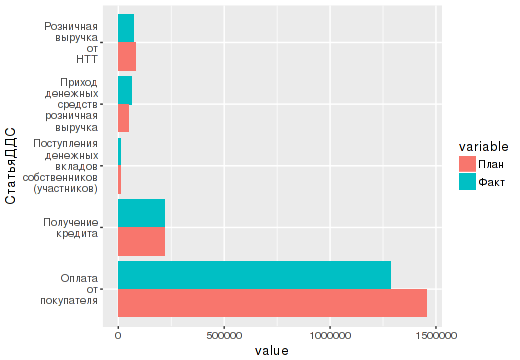 СтатьяДДС
Розничная
выручка
от
НТТ
Приход
денежных
средств
розничная
выручка
Поступления
денежных
вкладов
собственников
(участников)
Получение
кредита
Оплата
от
покупателя
0
500000
1000000
1500000
value
variable
План
Факт